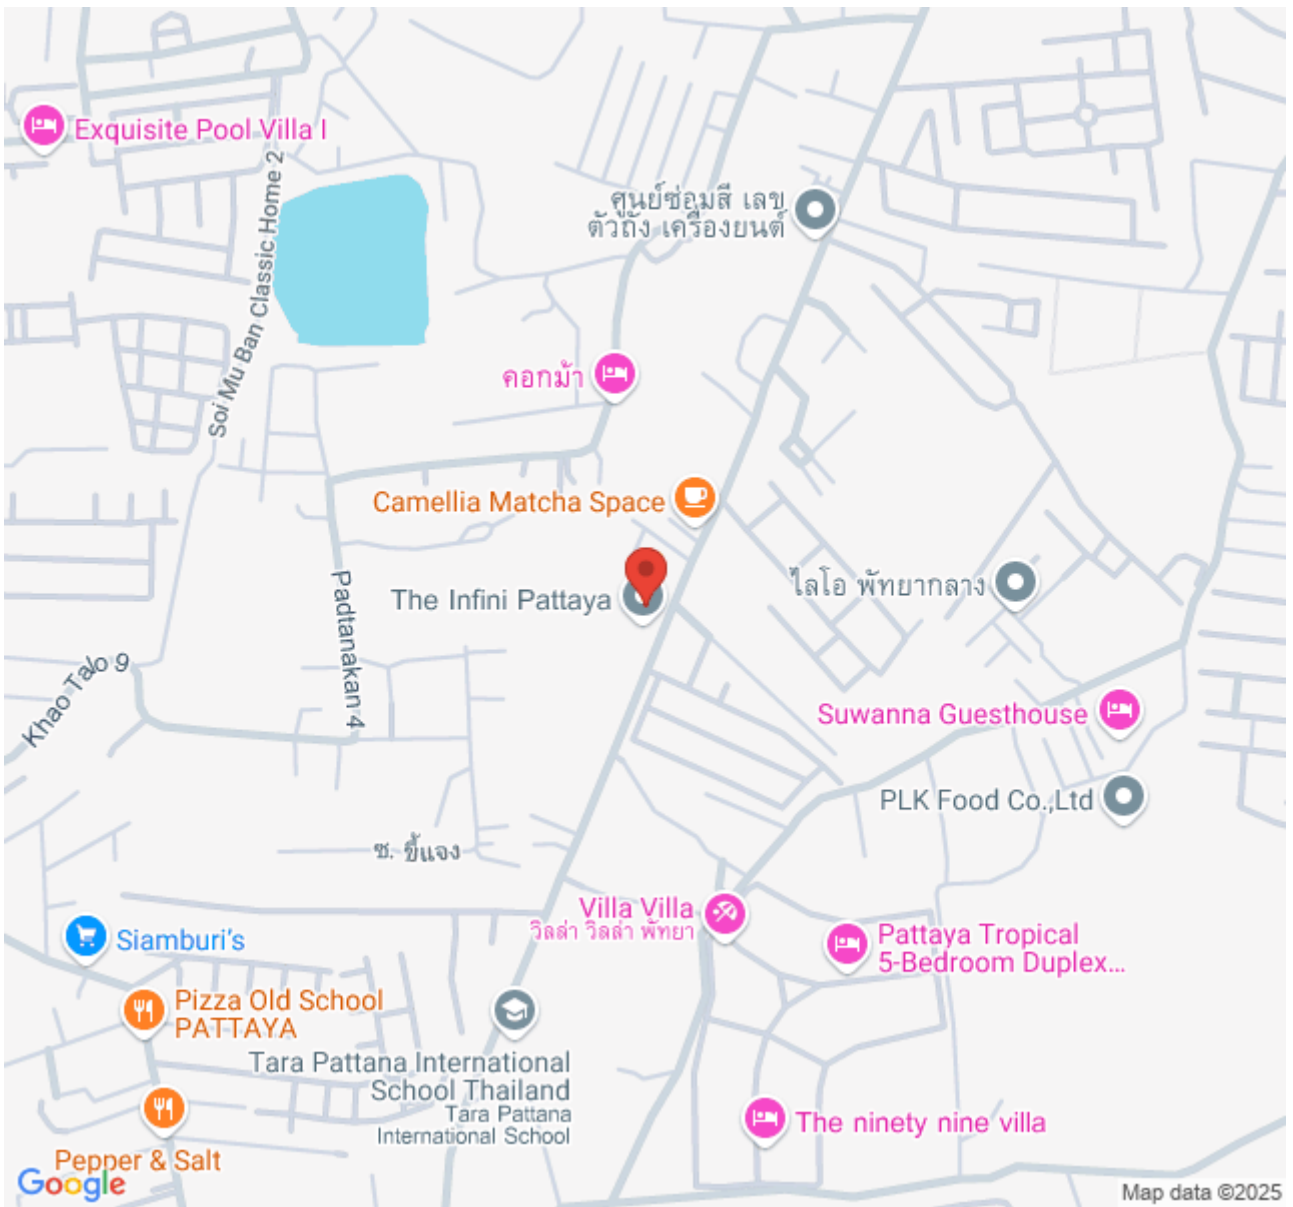 Exquisite Pool Villa I
Soi Mu Ban Classic Home 2
ศูนย์ซ่อมสี เลข
ตัวถัง เครื่องยนต์
คอกม้า
Camellia Matcha Space
The Infini Pattaya
ไลโอ พัทยากลาง
Padtanakan 4
Khao Talo 9
Suwanna Guesthouse
PLK Food Co.,Ltd
ซ. ขี้แจง
Villa Villa
วิลล่า วิลล่า พัทยา
Siamburi's
Pattaya Tropical
5-Bedroom Duplex...
Pizza Old School
PATTAYA
Tara Pattana International
School Thailand
Tara Pattana
International School
The ninety nine villa
Pepper & Salt
Google
Map data ©2025